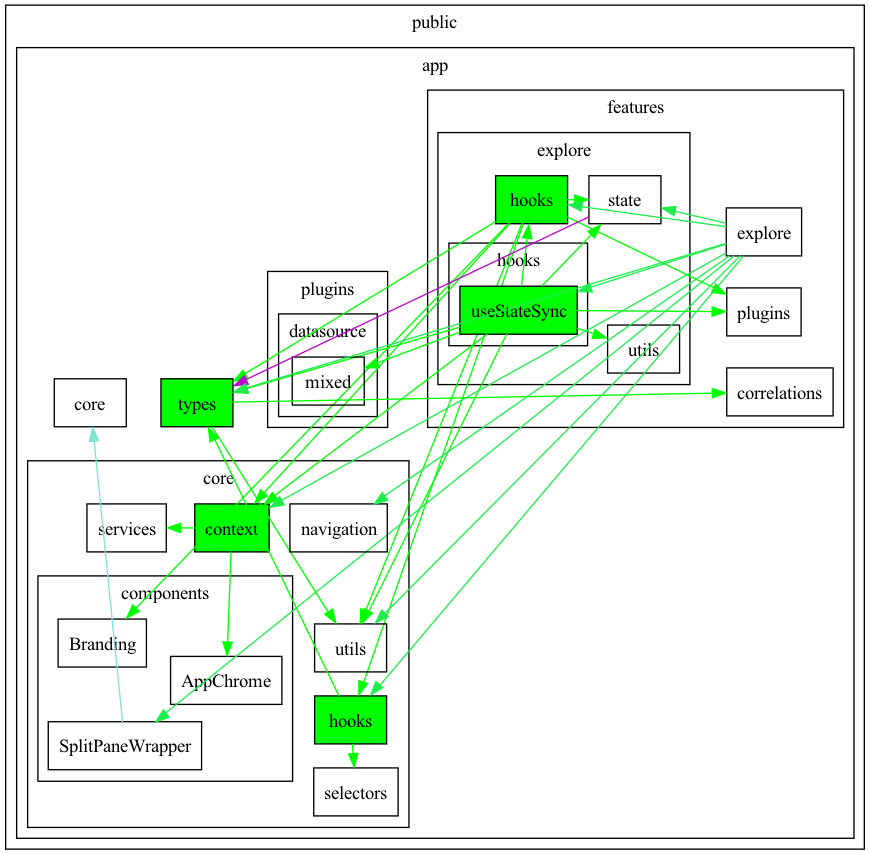 public
app
features
explore
hooks
state
explore
hooks
plugins
useStateSync
plugins
datasource
utils
mixed
core
types
correlations
core
services
context
navigation
components
Branding
utils
AppChrome
hooks
SplitPaneWrapper
selectors